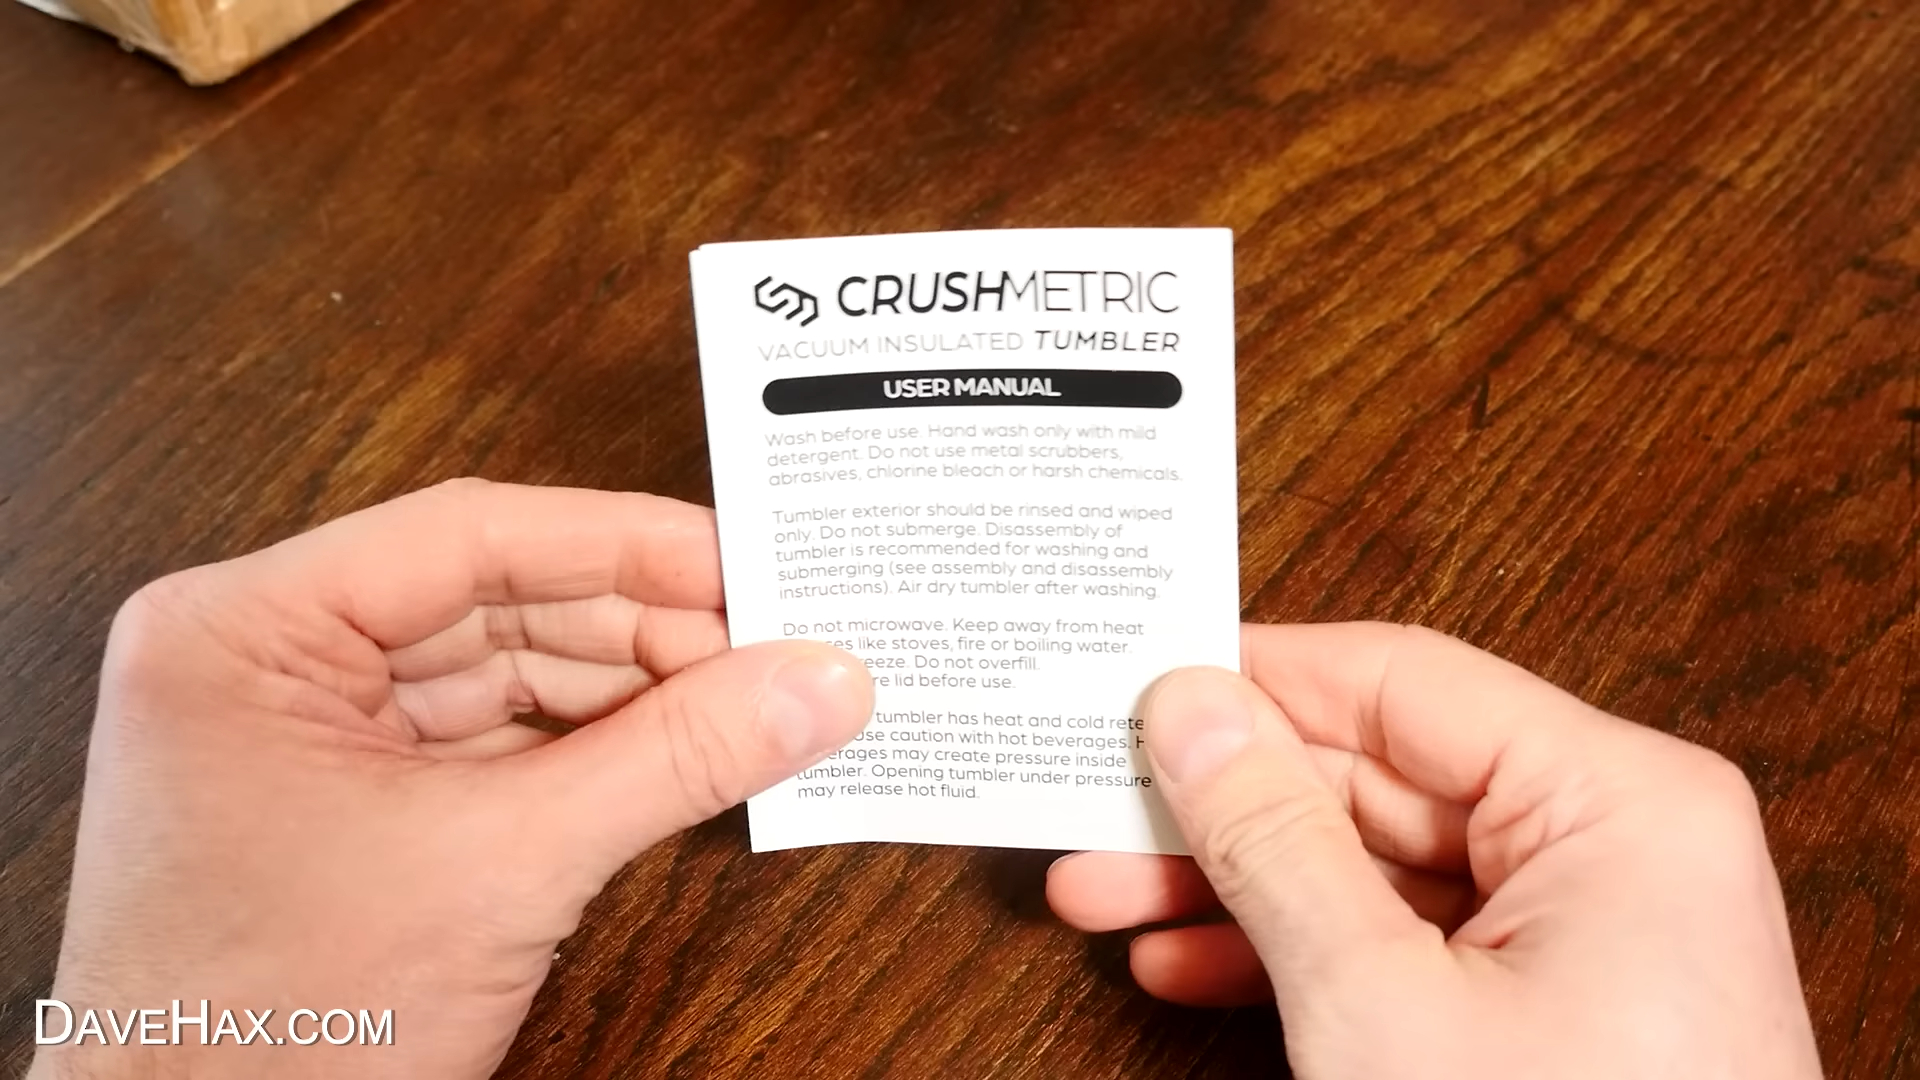 CRUSHMETRIC
VACUUM INSULATED TUMBLER
USER MANUAL
Wash before use. Hand wash only with mild
detergent. Do not use metal scrubbers,
abrasives, chlorine bleach or harsh chemicals.
Tumbler exterior should be rinsed and wiped
only. Do not submerge. Disassembly of
tumbler is recommended for washing and
submerging (see assembly and disassembly
instructions). Air dry tumbler after washing.
Do not microwave. Keep away from heat
like stoves, fire or boiling water.
Do not overfill.
lid before use.
tumbler has heat and cold
caution with hot beverages.
may create pressure inside
tumbler. Opening tumbler under pressure
may release hot fluid.
DAVEHAX.COM